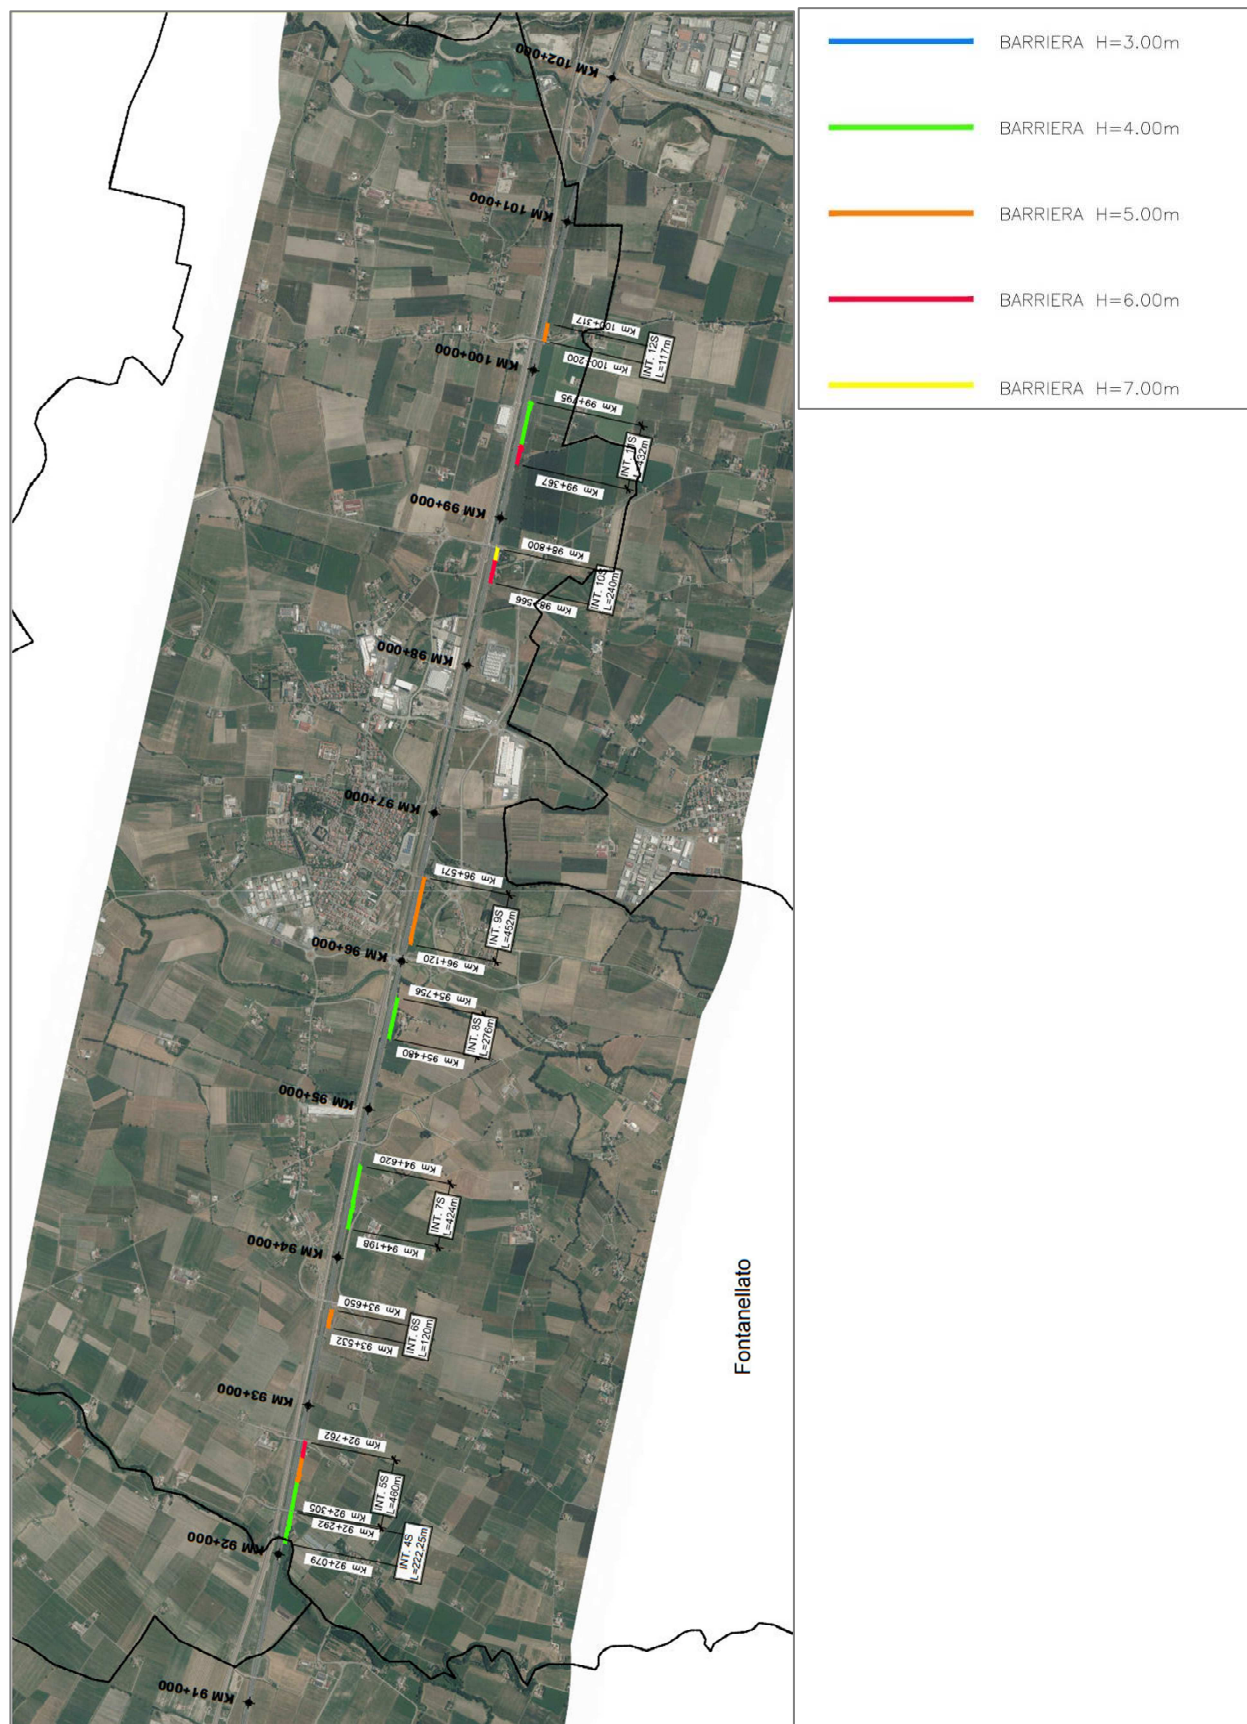 BARRIERA H=3.00m
BARRIERA H=4.00m
BARRIERA H=5.00m
BARRIERA H=6.00m
BARRIERA H=7.00m
KM 102+000
KM 101+000
Km 100+317
INT. 12S
L=117m
Km 100+200
KM 100+000
Km 99+795
INT. 11S
L=432m
Km 99+367
KM 99+000
Km 98+800
INT. 10S
L=240m
Km 98+566
KM 98+000
KM 97+000
Km 96+571
INT. 9S
L=452m
Km 96+120
KM 96+000
Km 95+756
INT. 8S
L=276m
Km 95+480
KM 95+000
Km 94+620
INT. 7S
L=424m
Km 94+198
KM 94+000
Km 93+650
INT. 6S
L=120m
Km 93+532
KM 93+000
Km 92+762
INT. 5S
L=460m
Km 92+305
Km 92+292
INT. 4S
L=222.25m
Km 92+079
KM 92+000
KM 91+000
Fontanellato